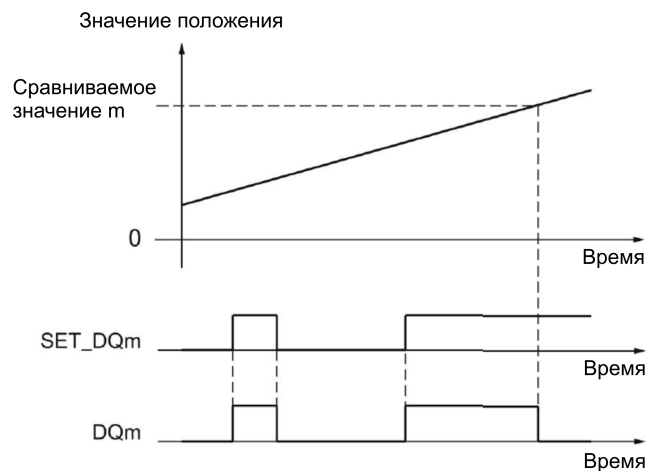 Значение положения
Сравниваемое
значение m
0
Время
SET_DQm
Время
DQm
Время